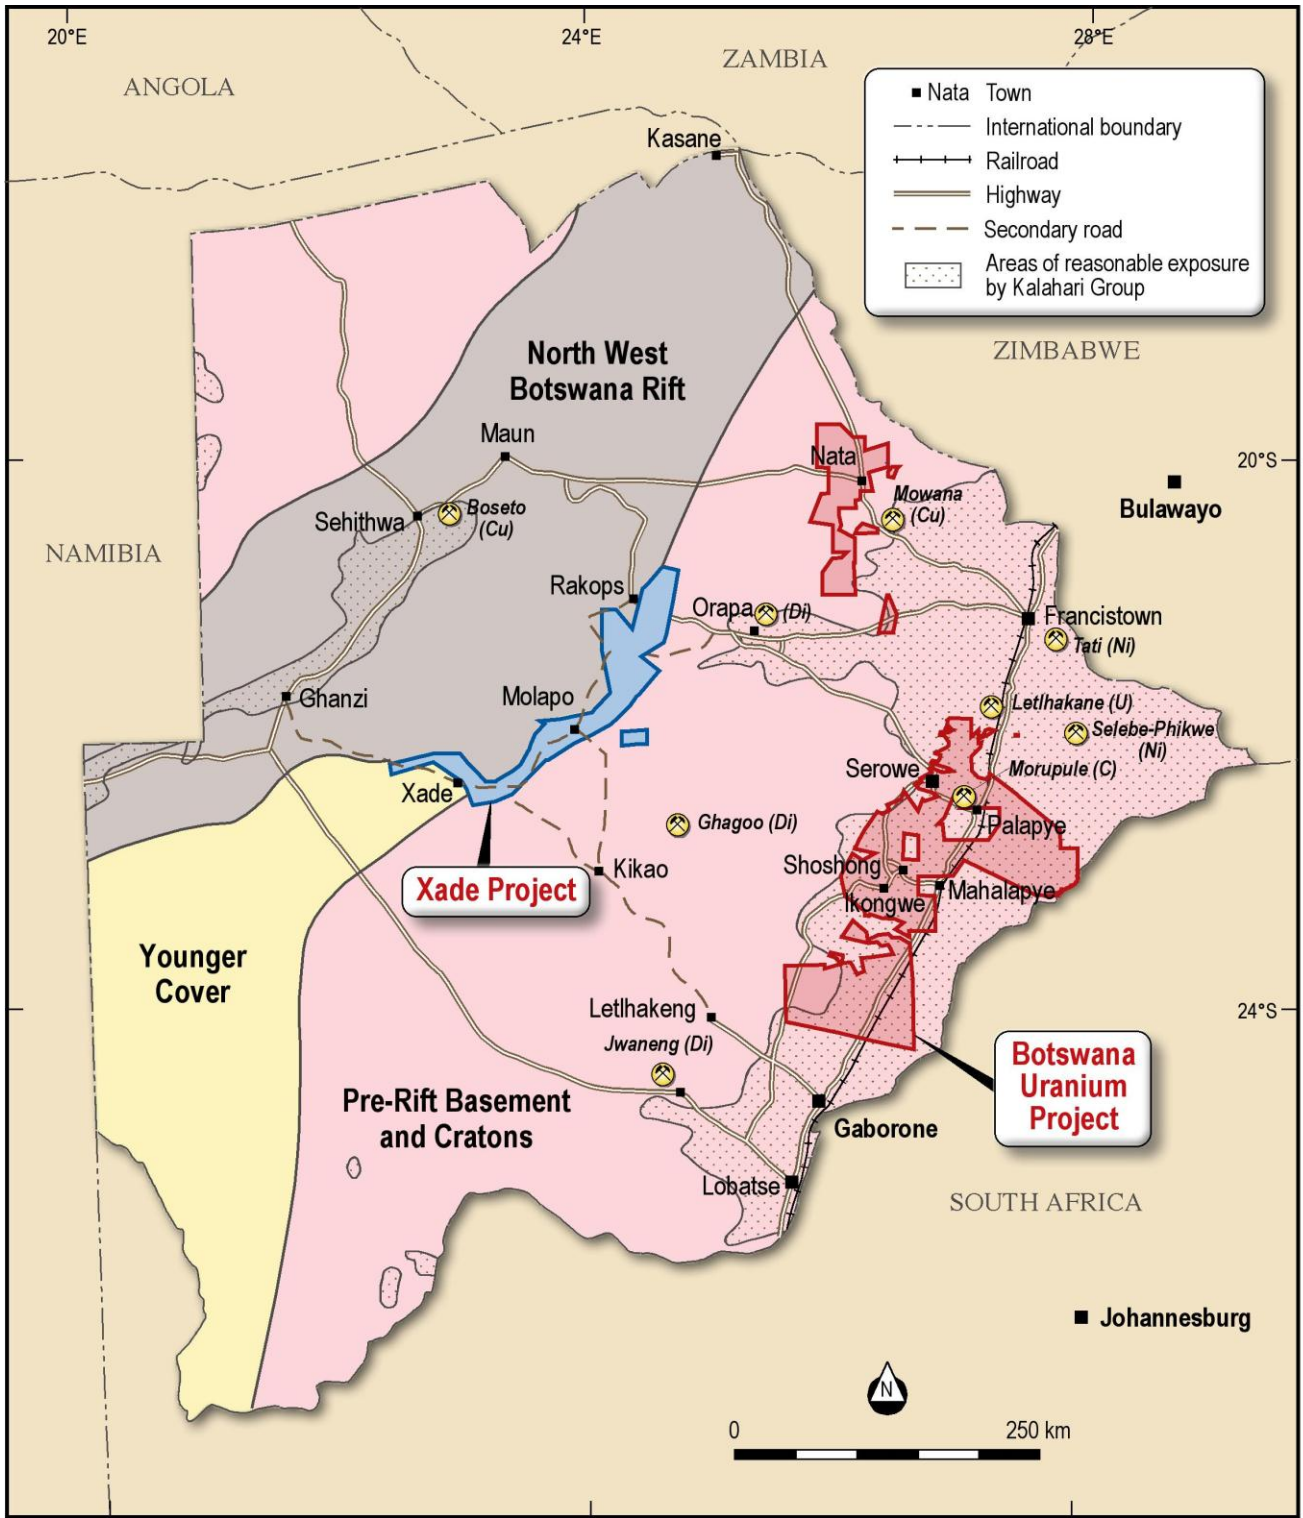 20°E
24°E
28°E
ANGOLA
ZAMBIA
Nata Town
International boundary
Railroad
Highway
Secondary road
Areas of reasonable exposure
by Kalahari Group
Kasane
ZIMBABWE
North West
Botswana Rift
Maun
Nata
20°S
Mowana
(Cu)
Bulawayo
Boseto
(Cu)
Sehithwa
NAMIBIA
Rakops
Orapa
(Di)
Francistown
Tati (Ni)
Ghanzi
Molapo
Letlhakane (U)
Selebe-Phikwe
(Ni)
Serowe
Morupule (C)
Xade
Ghagoo (Di)
Palapye
Shoshong
Kikao
Xade Project
Mahalapye
Ikongwe
Younger
Cover
Letlhakeng
24°S
Jwaneng (Di)
Botswana
Uranium
Project
Pre-Rift Basement
and Cratons
Gaborone
Lobatse
SOUTH AFRICA
Johannesburg
N
0
250 km